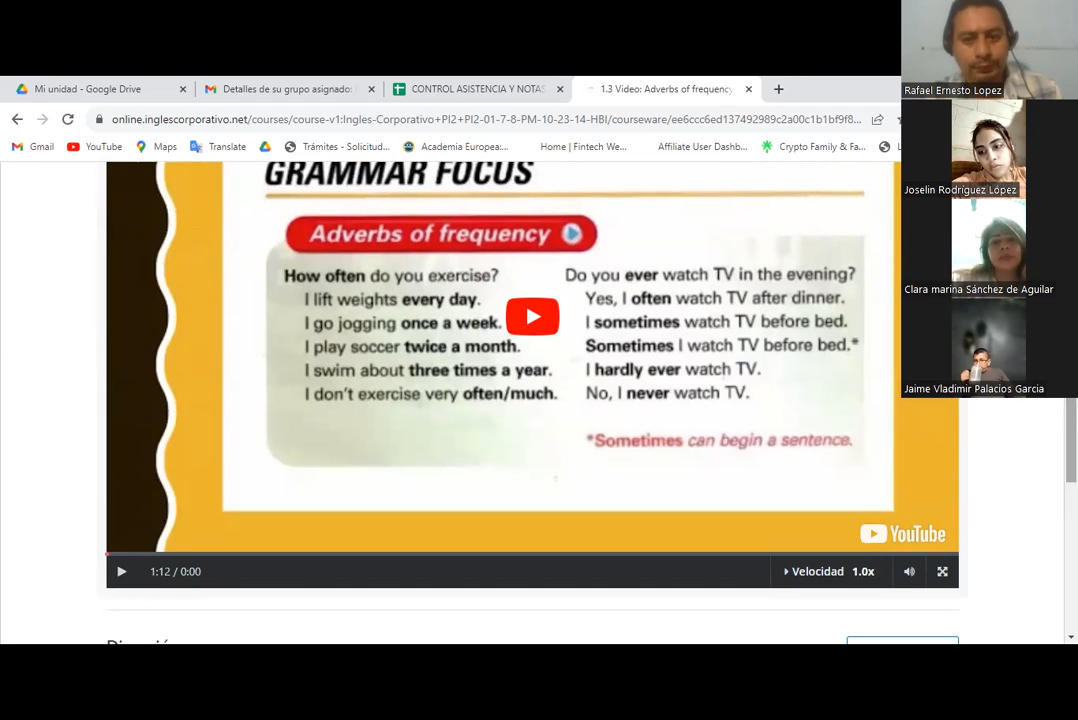 Rafael Ernesto Lopez
Mi unidad - Google Drive
Detalles de su grupo asignado:
CONTROL ASISTENCIA Y NOTAS
1.3 Video: Adverbs of frequency
online.inglescorporativo.net/courses/course-v1:Ingles-Corporativo+PI2+PI2-01-7-8-PM-10-23-14-HBI/courseware/ee6ccc6ed137492989c2a00c1b1bf9f8...
Gmail
YouTube
Maps
Translate
Trámites - Solicitud...
Academia Europea:...
Home | Fintech We...
Affiliate User Dashb...
Crypto Family & Fa...
Joselin Rodríguez López
Clara marina Sánchez de Aguilar
Jaime Vladimir Palacios Garcia
GRAMMAR FOCUS
Adverbs of frequency
How often do you exercise?
I lift weights every day.
I go jogging once a week.
I play soccer twice a month.
I swim about three times a year.
I don't exercise very often/much.
Do you ever watch TV in the evening?
Yes, I often watch TV after dinner.
I sometimes watch TV before bed.
Sometimes I watch TV before bed.*
I hardly ever watch TV.
No, I never watch TV.
*Sometimes can begin a sentence.
YouTube
1:12 / 0:00
Velocidad 1.0x